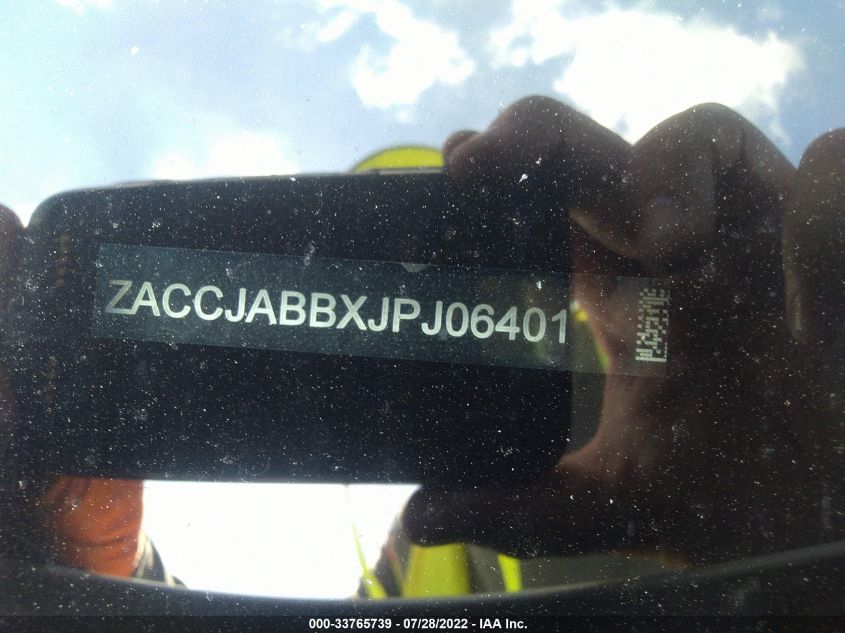 ZACCJABBXJPJ06401
000-33765739 - 07/28/2022 - IAA Inc.